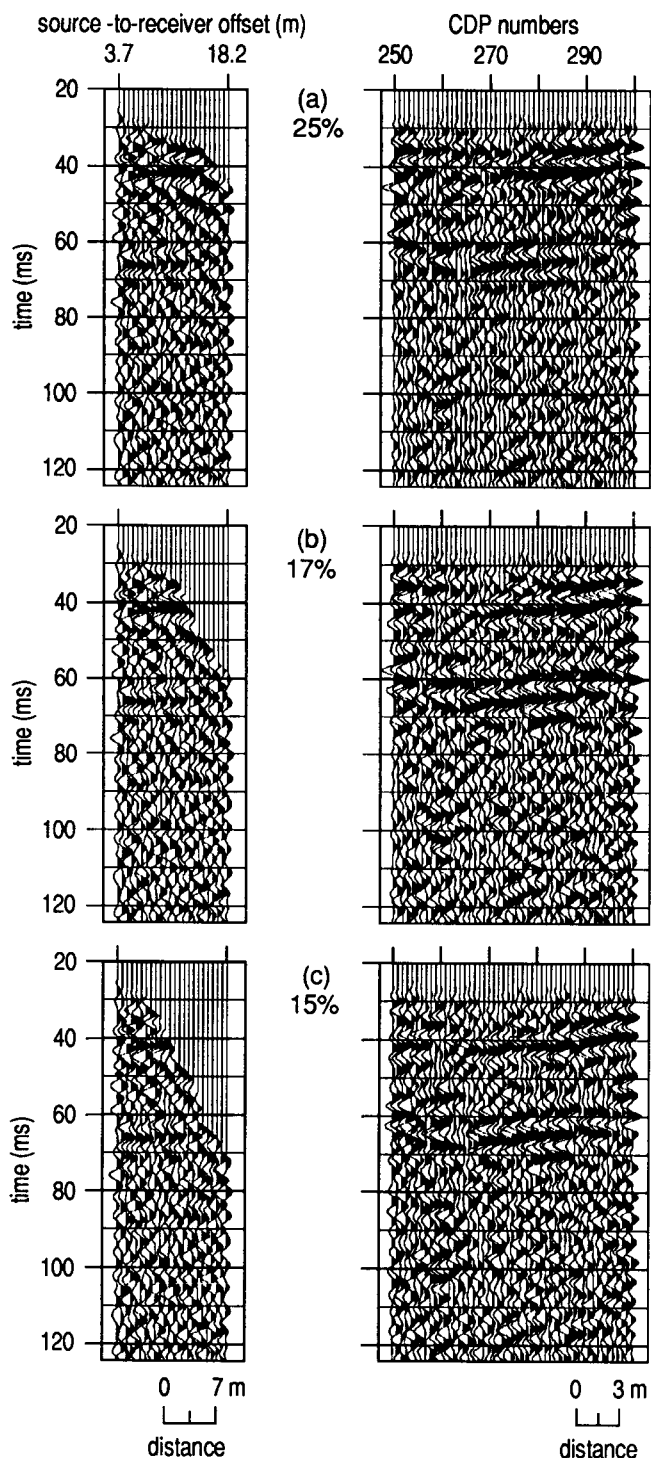 source -to-receiver offset (m)
CDP numbers
3.7 18.2
250 270 290
(a)
25%
20
40
60
80
100
120
time (ms)
(b)
17%
20
40
60
80
100
120
time (ms)
(c)
15%
20
40
60
80
100
120
time (ms)
0 7 m
distance
0 3 m
distance